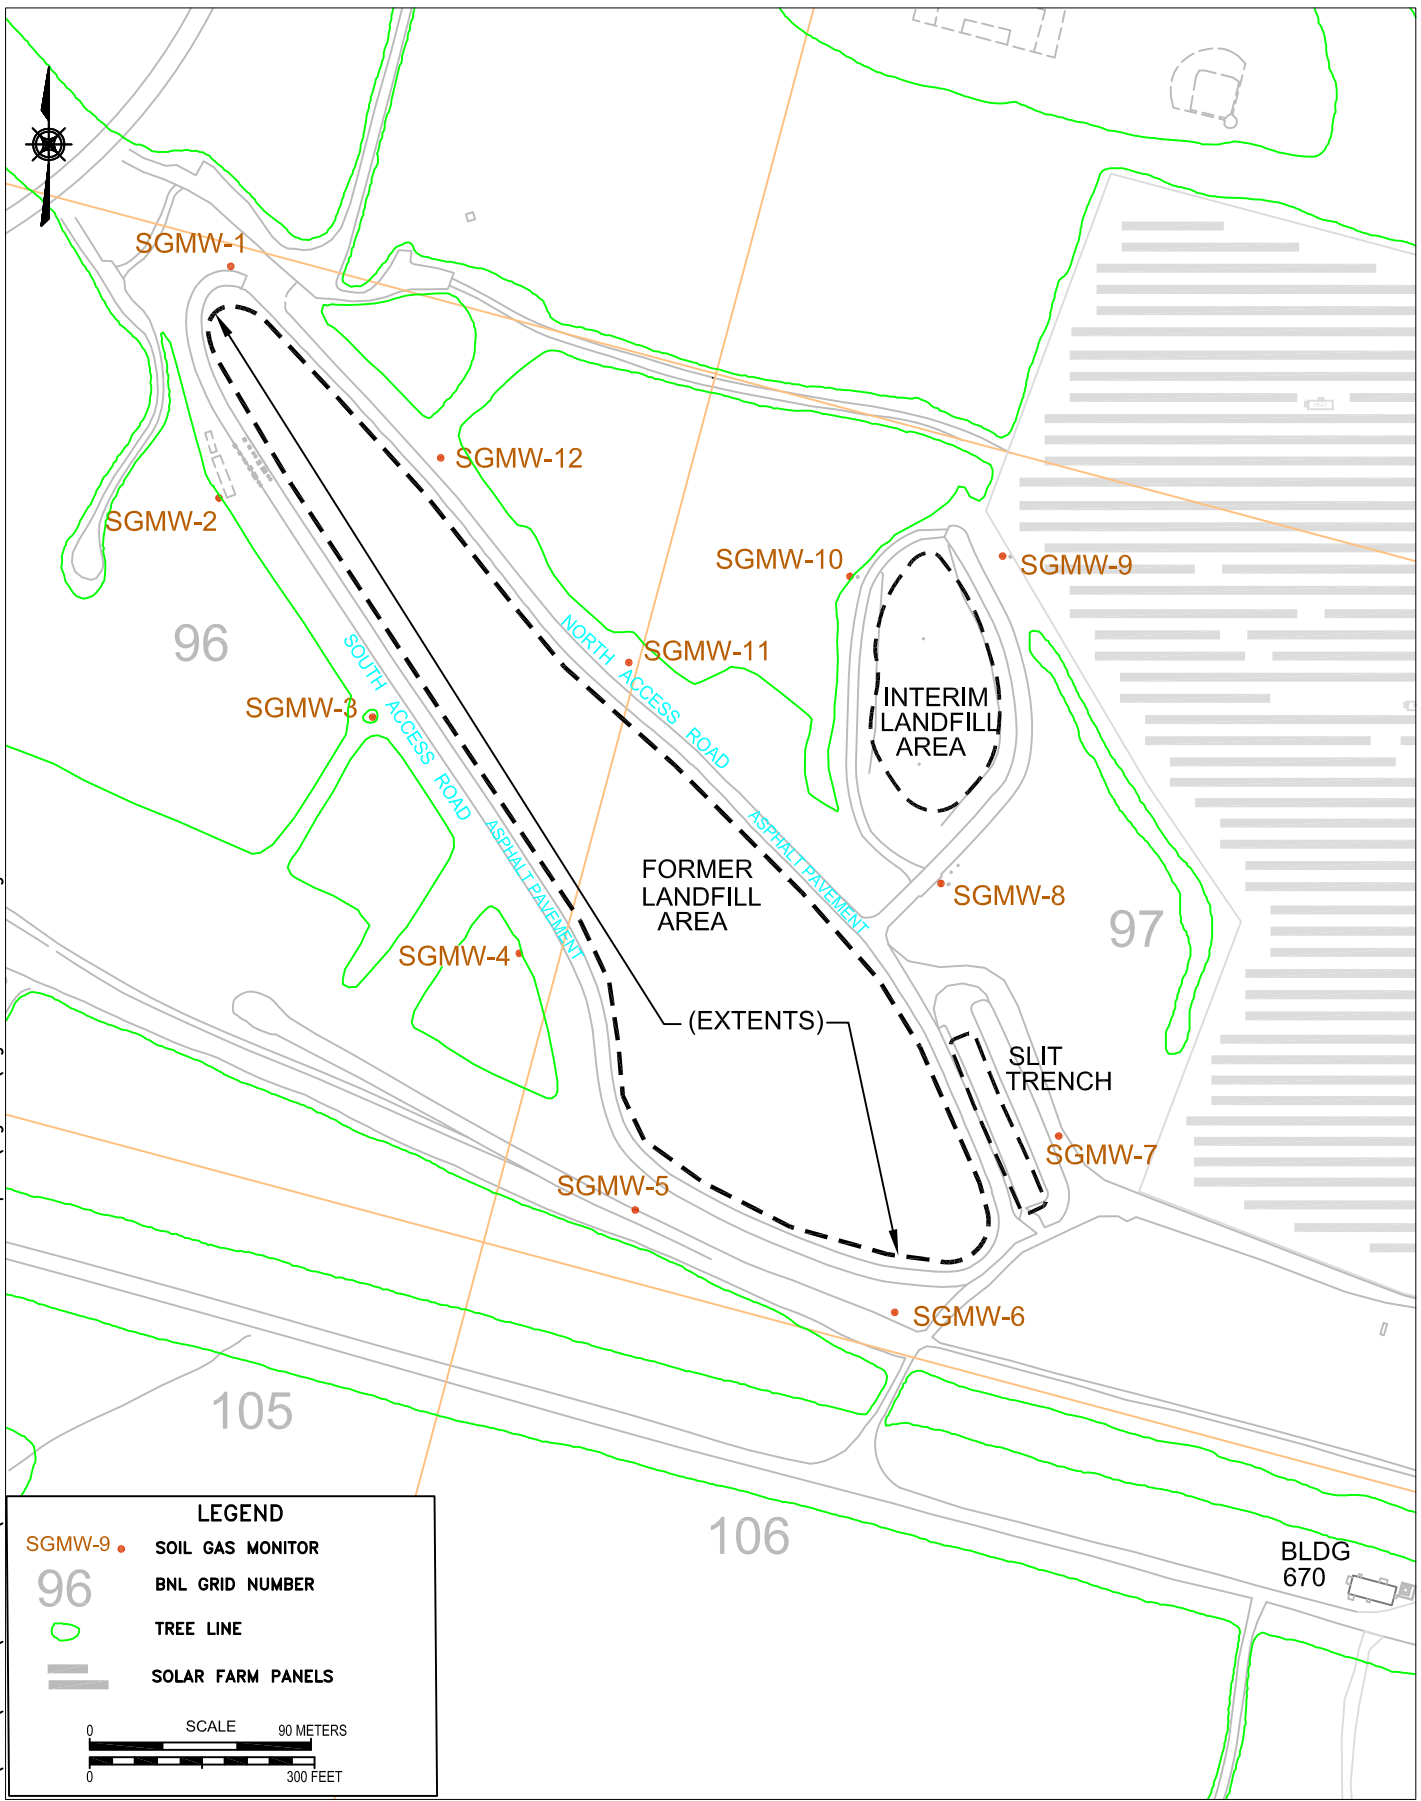 SGMW-1
SGMW-12
SGMW-2
SGMW-10
SGMW-9
96
NORTH ACCESS ROAD
ASPHALT PAVEMENT
SGMW-11
SOUTH ACCESS ROAD
ASPHALT PAVEMENT
SGMW-3
INTERIM
LANDFILL
AREA
FORMER
LANDFILL
AREA
SGMW-8
97
SGMW-4
(EXTENTS)
SLIT
TRENCH
SGMW-7
SGMW-5
SGMW-6
105
106
BLDG
670
LEGEND
SGMW-9 SOIL GAS MONITOR
96 BNL GRID NUMBER
TREE LINE
SOLAR FARM PANELS
0 SCALE 90 METERS
0 300 FEET